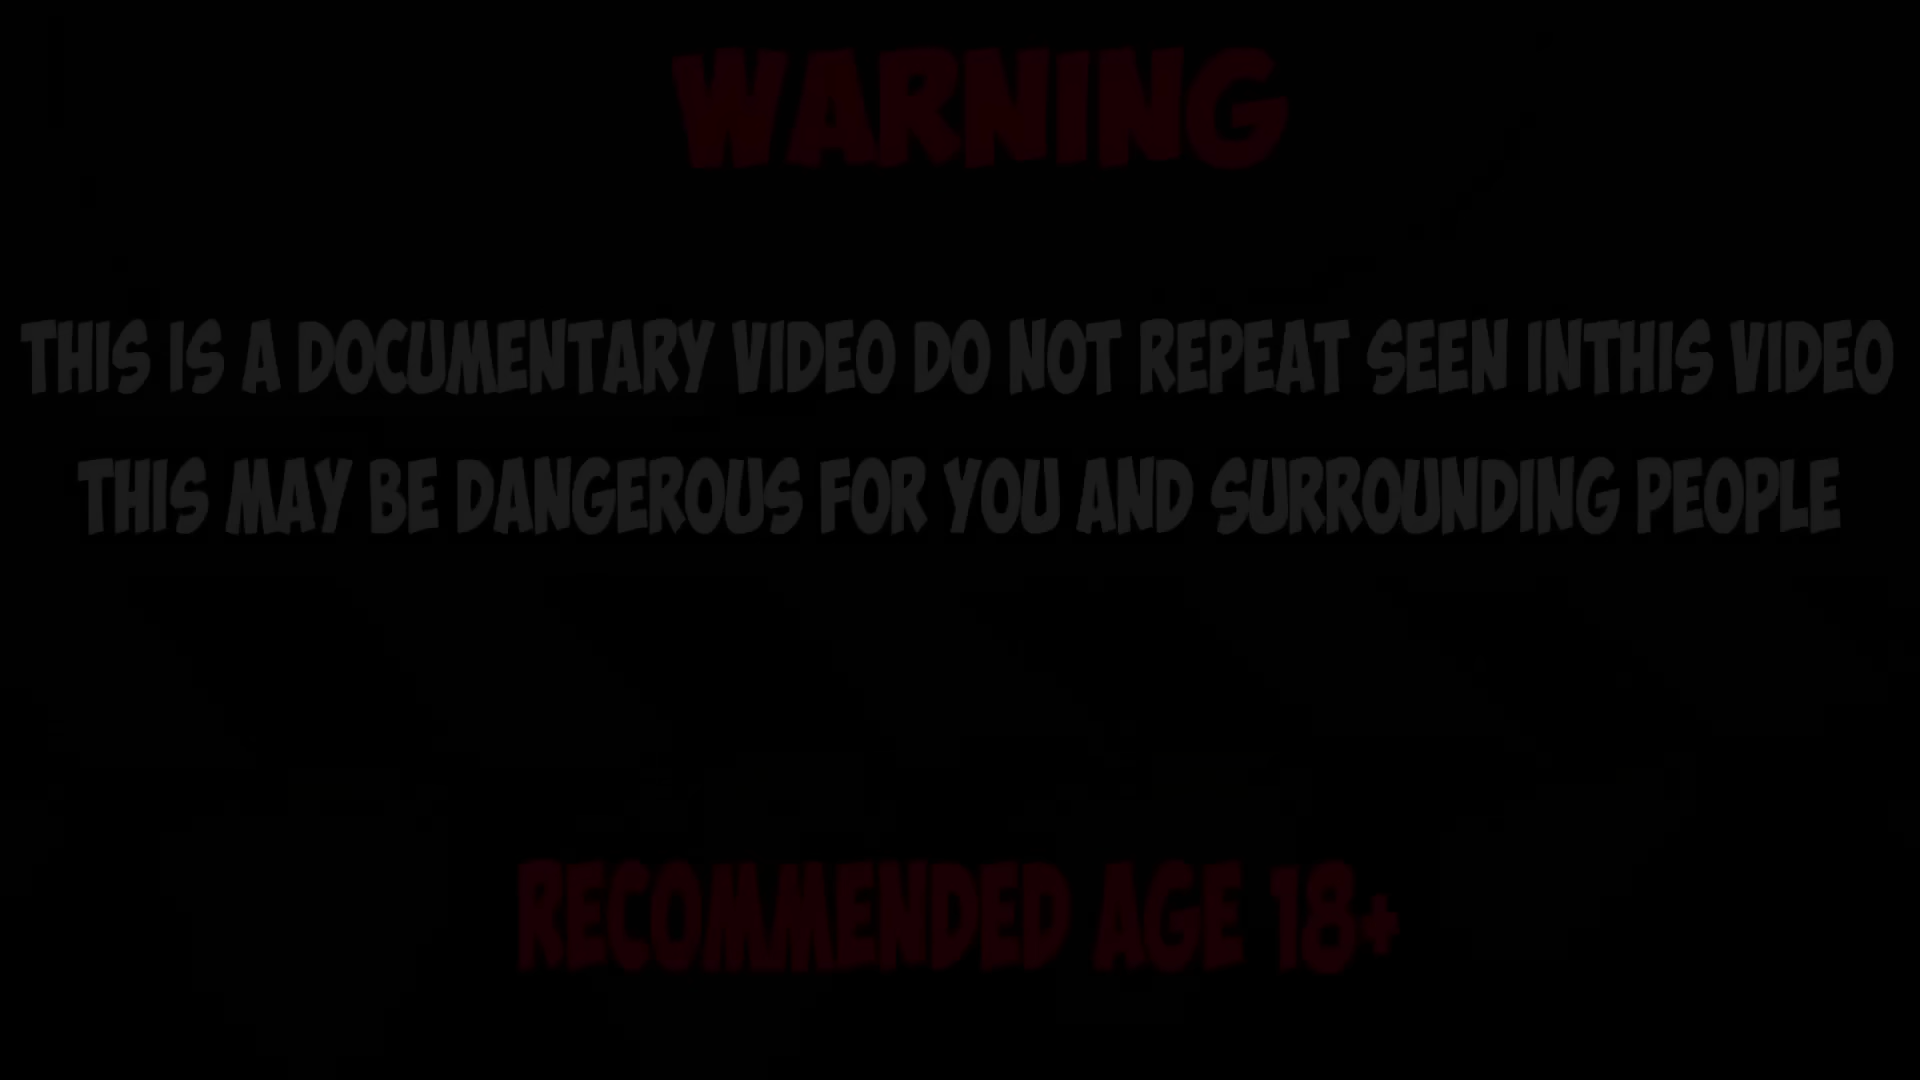 WARNING
THIS IS A DOCUMENTARY VIDEO DO NOT REPEAT SEEN INTHIS VIDEO
THIS MAY BE DANGEROUS FOR YOU AND SURROUNDING PEOPLE
RECOMMENDED AGE 18+